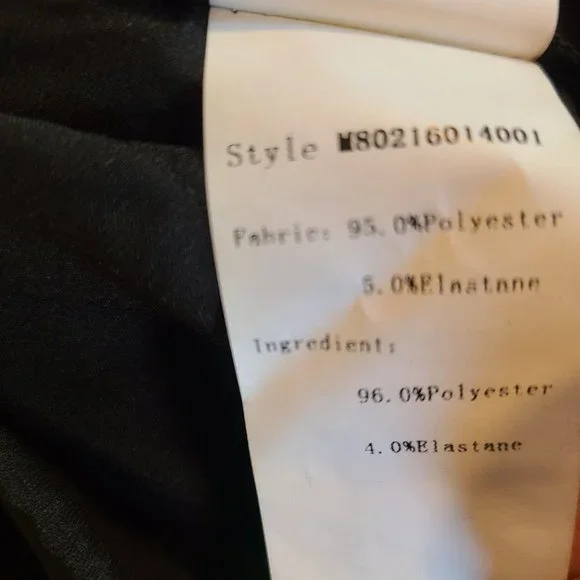 Style M80216014001
Fabric: 95.0%Polyester
5.0%Elastane
Ingredient:
96.0%Polyester
4.0%Elastane